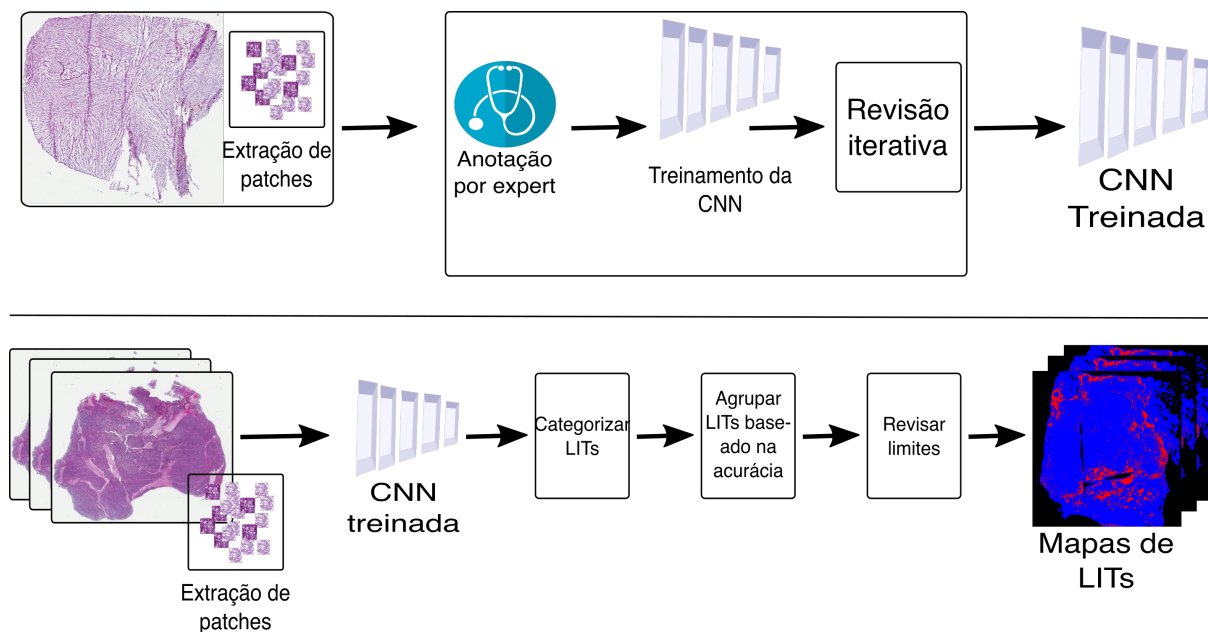 Extração de
patches
Anotação
por expert
Treinamento da
CNN
Revisão
iterativa
CNN
Treinada
Extração de
patches
CNN
treinada
Categorizar
LITs
Agrupar
LITs base-
ado na
acurácia
Revisar
limites
Mapas de
LITs